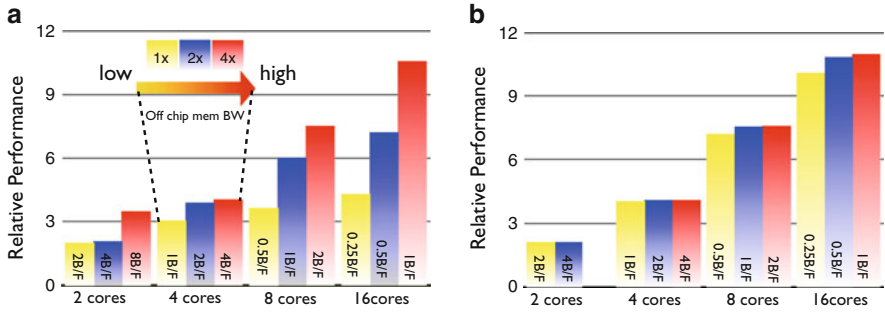 a
Relative Performance
12
9
6
3
0
1x 2x 4x
low high
Off chip mem BW
2B/F 4B/F 8B/F 1B/F 2B/F 4B/F 0.5B/F 1B/F 2B/F 0.25B/F 0.5B/F 1B/F
2 cores 4 cores 8 cores 16cores
b
Relative Performance
12
9
6
3
0
2B/F 4B/F 1B/F 2B/F 4B/F 0.5B/F 1B/F 2B/F 0.25B/F 0.5B/F 1B/F
2 cores 4 cores 8 cores 16cores